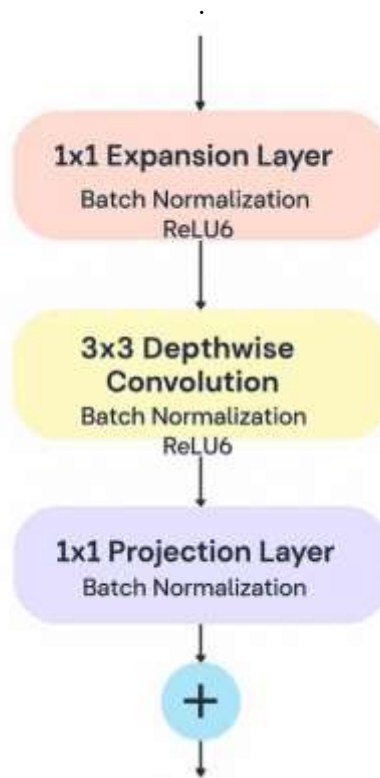 .
1x1 Expansion Layer
Batch Normalization
ReLU6
3x3 Depthwise
Convolution
Batch Normalization
ReLU6
1x1 Projection Layer
Batch Normalization
+